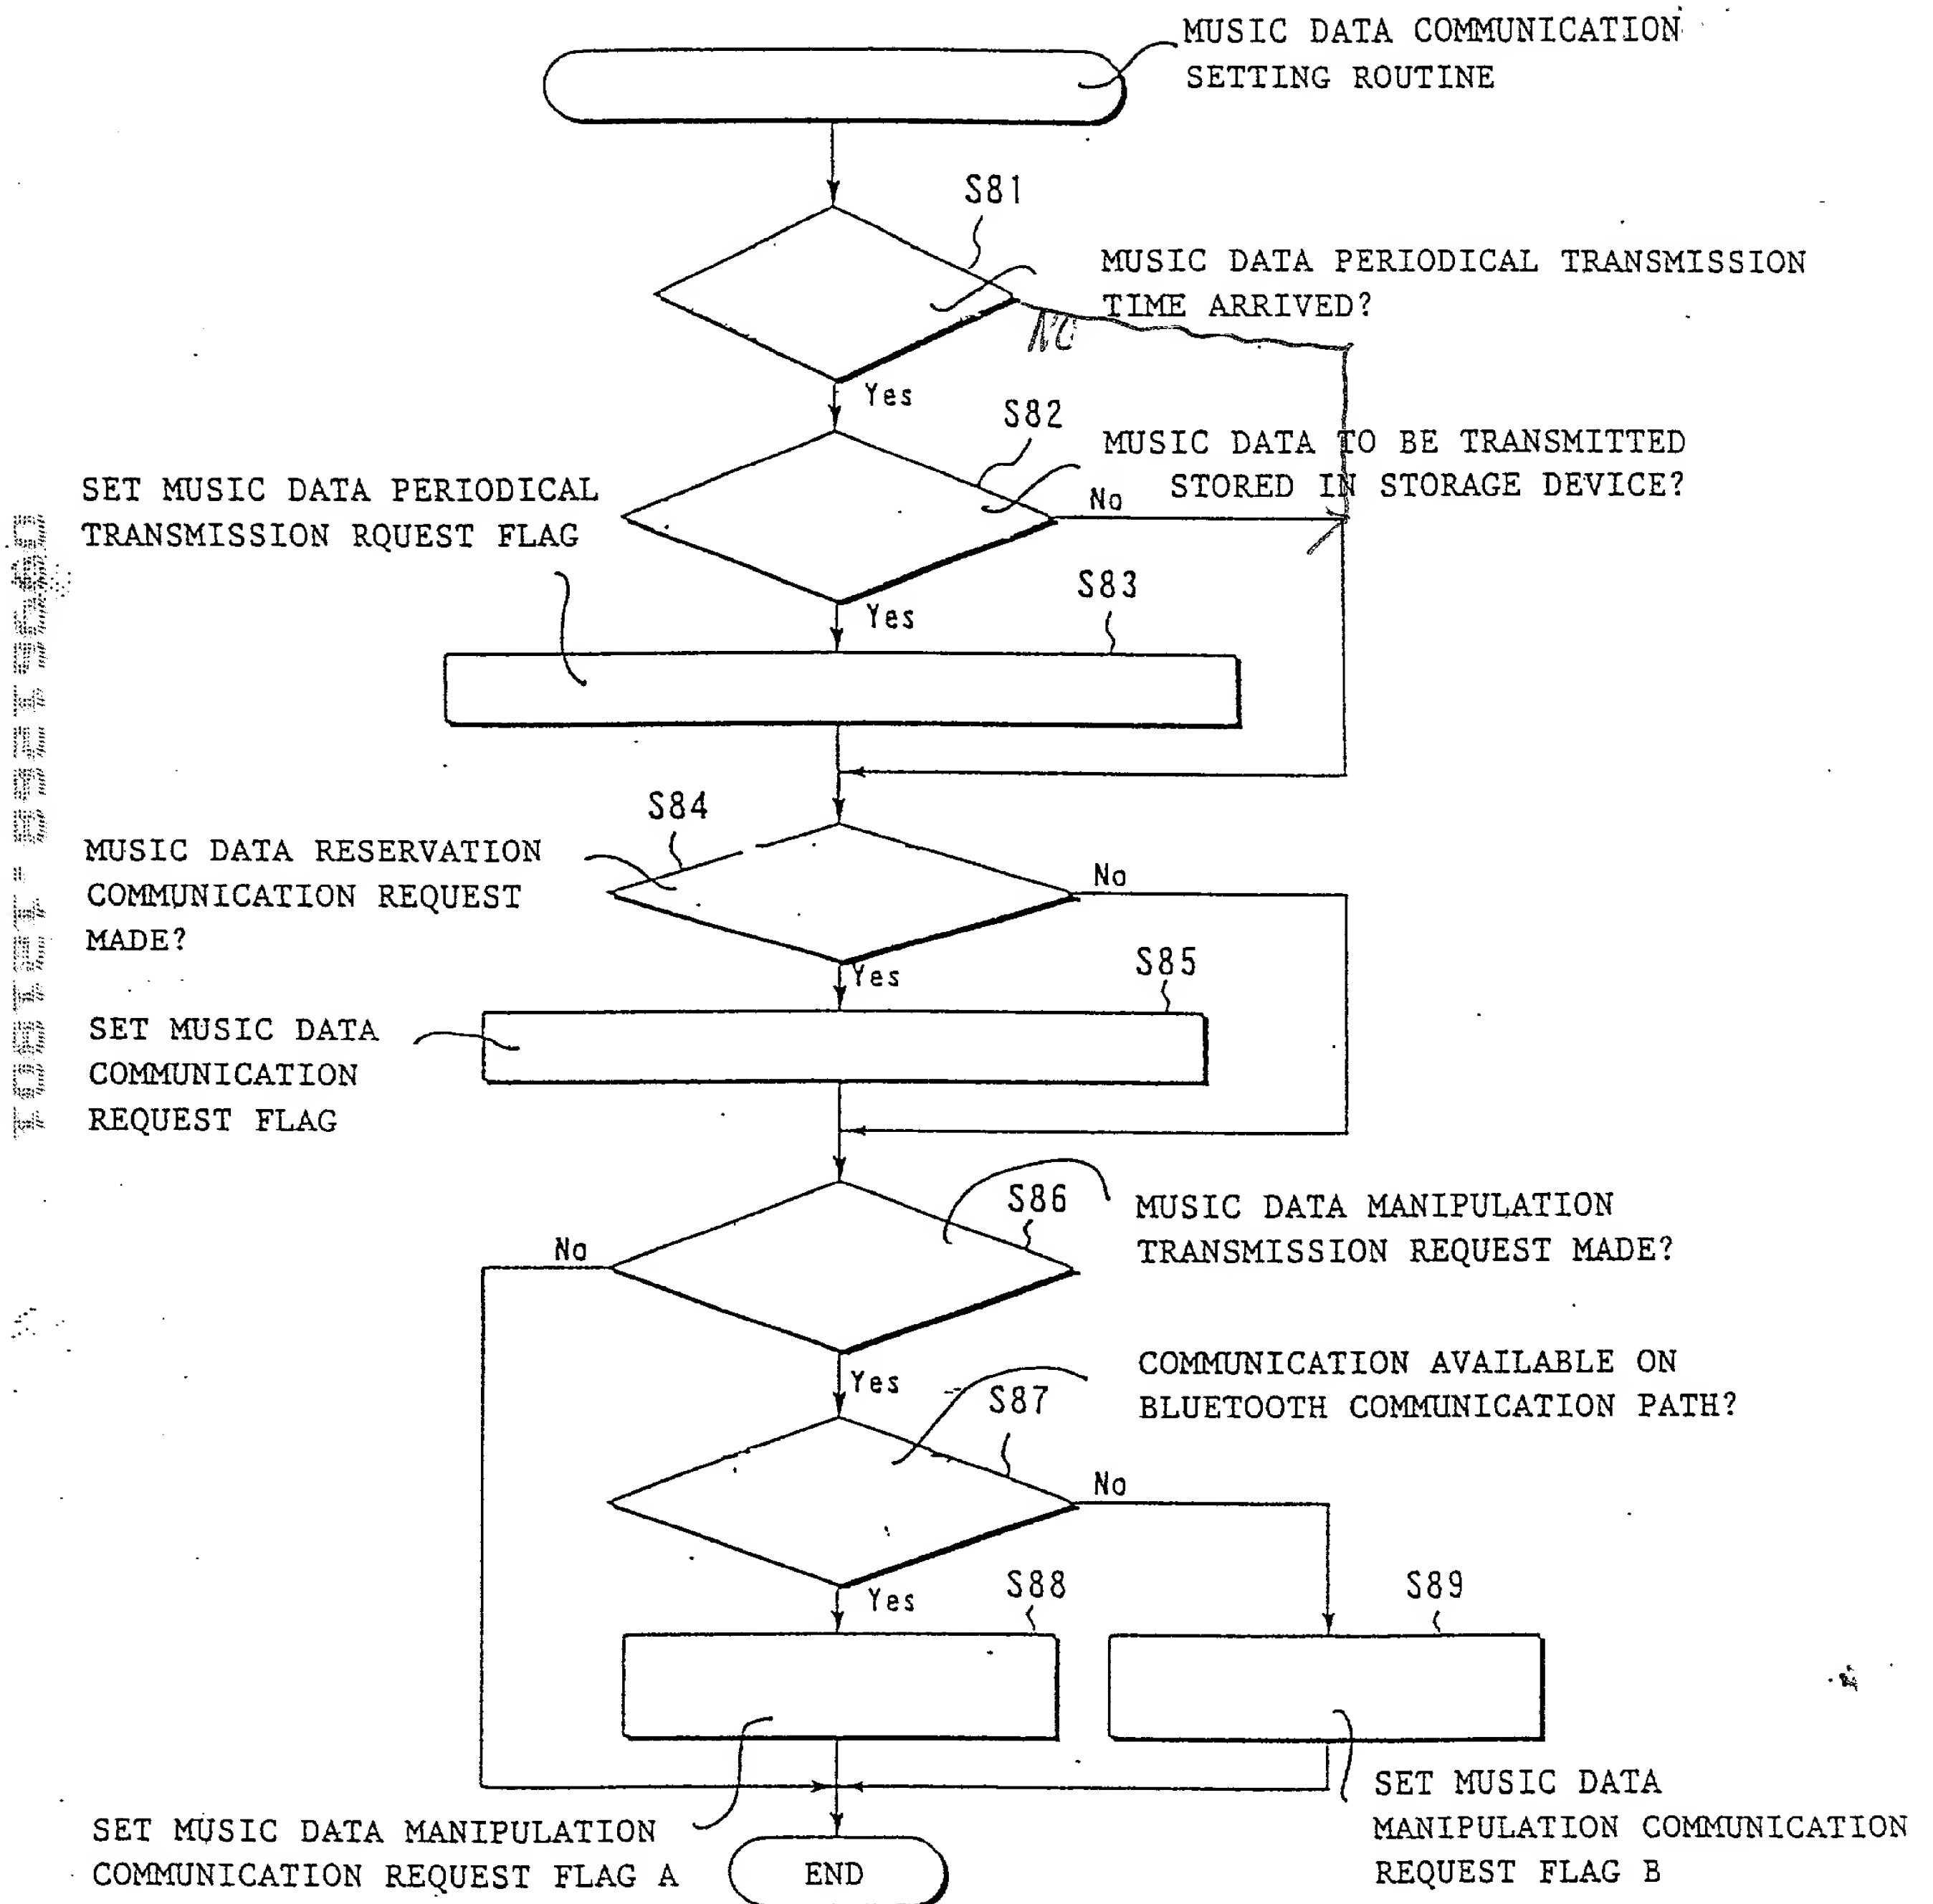 MUSIC DATA COMMUNICATION
SETTING ROUTINE
S81
MUSIC DATA PERIODICAL TRANSMISSION
TIME ARRIVED?
NO
Yes
S82
MUSIC DATA TO BE TRANSMITTED
STORED IN STORAGE DEVICE?
No
SET MUSIC DATA PERIODICAL
TRANSMISSION RQUEST FLAG
Yes
S83
S84
MUSIC DATA RESERVATION
COMMUNICATION REQUEST
MADE?
No
Yes
S85
SET MUSIC DATA
COMMUNICATION
REQUEST FLAG
S86
MUSIC DATA MANIPULATION
TRANSMISSION REQUEST MADE?
No
Yes
COMMUNICATION AVAILABLE ON
BLUETOOTH COMMUNICATION PATH?
S87
No
Yes
S88
S89
SET MUSIC DATA MANIPULATION
COMMUNICATION REQUEST FLAG A
END
SET MUSIC DATA
MANIPULATION COMMUNICATION
REQUEST FLAG B